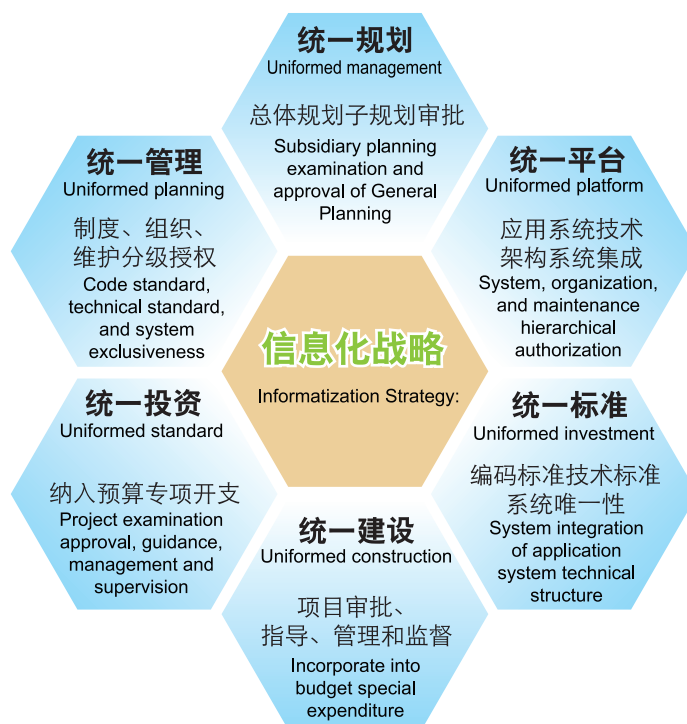 统一规划
Uniformed management
总体规划子规划审批
Subsidiary planning
examination and
approval of General
Planning
统一管理
Uniformed planning
制度、组织、
维护分级授权
Code standard,
technical standard,
and system
exclusiveness
统一平台
Uniformed platform
应用系统技术
架构系统集成
System, organization,
and maintenance
hierarchical
authorization
信息化战略
Informatization Strategy:
统一投资
Uniformed standard
纳入预算专项开支
Project examination
approval, guidance,
management and
supervision
统一标准
Uniformed investment
编码标准技术标准
系统唯一性
System integration
of application
system technical
structure
统一建设
Uniformed construction
项目审批、
指导、管理和监督
Incorporate into
budget special
expenditure